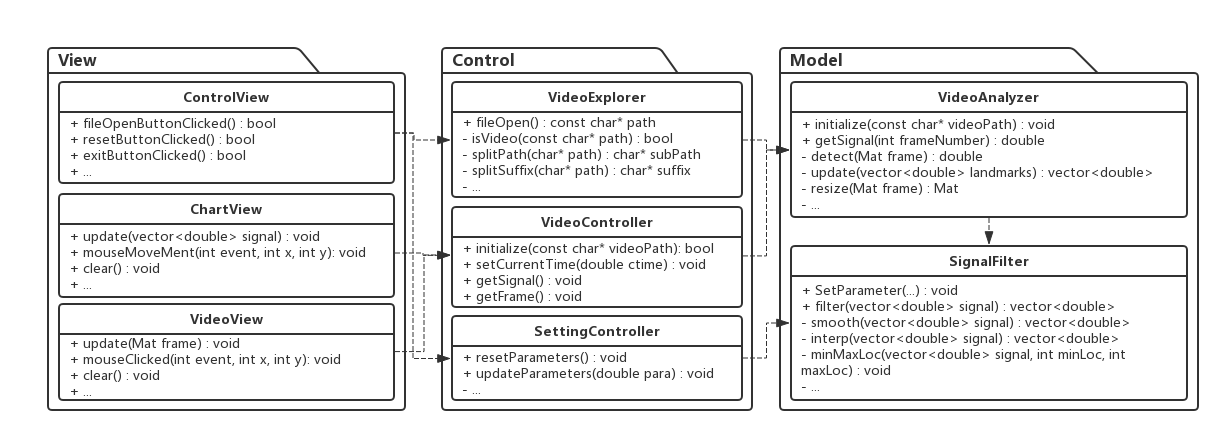 View
ControlView
+ fileOpenButtonClicked() : bool
+ resetButtonClicked() : bool
+ exitButtonClicked() : bool
+ ...
ChartView
+ update(vector<double> signal) : void
+ mouseMoveMent(int event, int x, int y): void
+ clear() : void
+ ...
VideoView
+ update(Mat frame) : void
+ mouseClicked(int event, int x, int y): void
+ clear() : void
+ ...
Control
VideoExplorer
+ fileOpen() : const char* path
- isVideo(const char* path) : bool
- splitPath(char* path) : char* subPath
- splitSuffix(char* path) : char* suffix
- ...
VideoController
+ initialize(const char* videoPath): bool
+ setCurrentTime(double ctime) : void
+ getSignal() : void
+ getFrame() : void
SettingController
+ resetParameters() : void
+ updateParameters(double para) : void
- ...
Model
VideoAnalyzer
+ initialize(const char* videoPath) : void
+ getSignal(int frameNumber) : double
- detect(Mat frame) : double
- update(vector<double> landmarks) : vector<double>
- resize(Mat frame) : Mat
- ...
SignalFilter
+ SetParameter(...) : void
+ filter(vector<double> signal) : vector<double>
- smooth(vector<double> signal) : vector<double>
- interp(vector<double> signal) : vector<double>
- minMaxLoc(vector<double> signal, int minLoc, int
maxLoc) : void
- ...